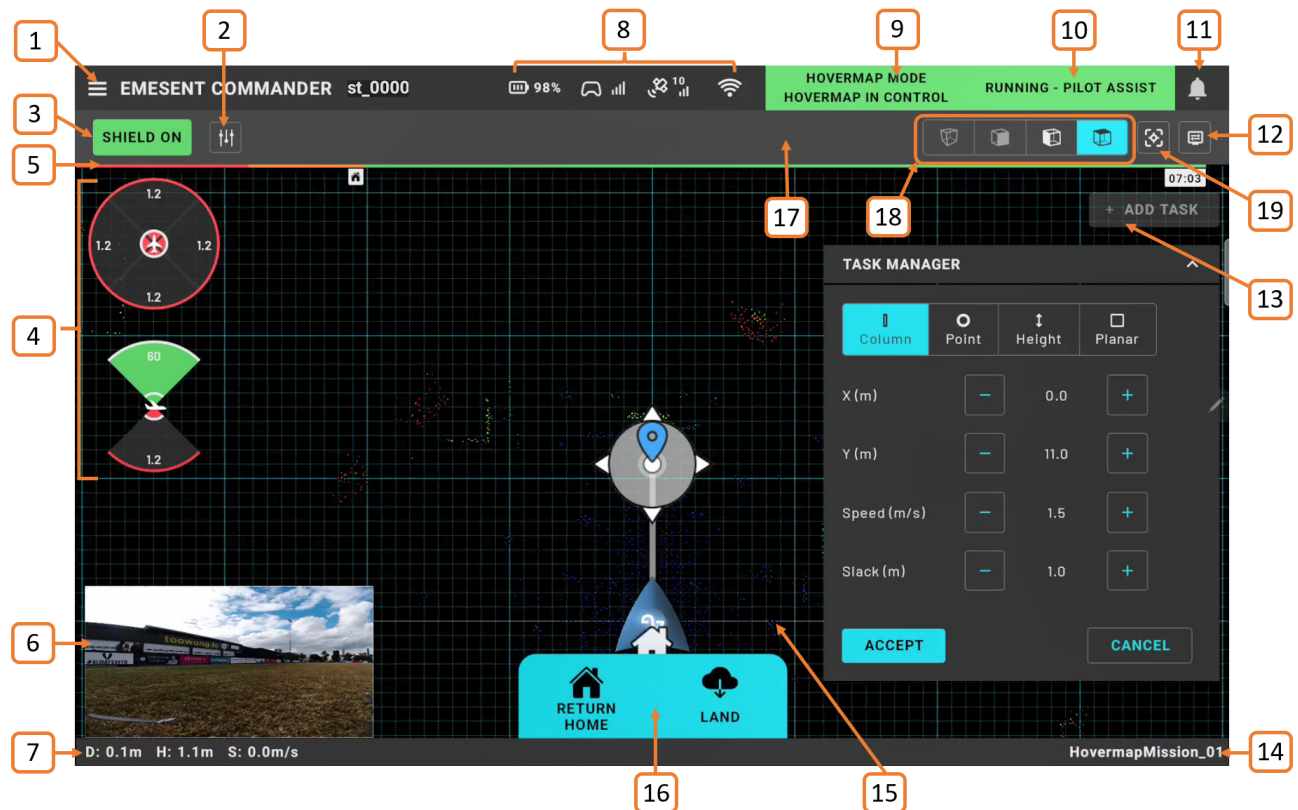 1
2
8
9
10
11
EMESENT COMMANDER st_0000
98%
10
HOVERMAP MODE
HOVERMAP IN CONTROL
RUNNING - PILOT ASSIST
3
SHIELD ON
12
5
17
18
19
07:03
+ ADD TASK
13
4
1.2
1.2
1.2
1.2
60
1.2
TASK MANAGER
Column
Point
Height
Planar
X (m)
0.0
Y (m)
11.0
Speed (m/s)
1.5
Slack (m)
1.0
ACCEPT
CANCEL
6
toowong fc
RETURN
HOME
LAND
7
D: 0.1m H: 1.1m S: 0.0m/s
HovermapMission_01
14
16
15